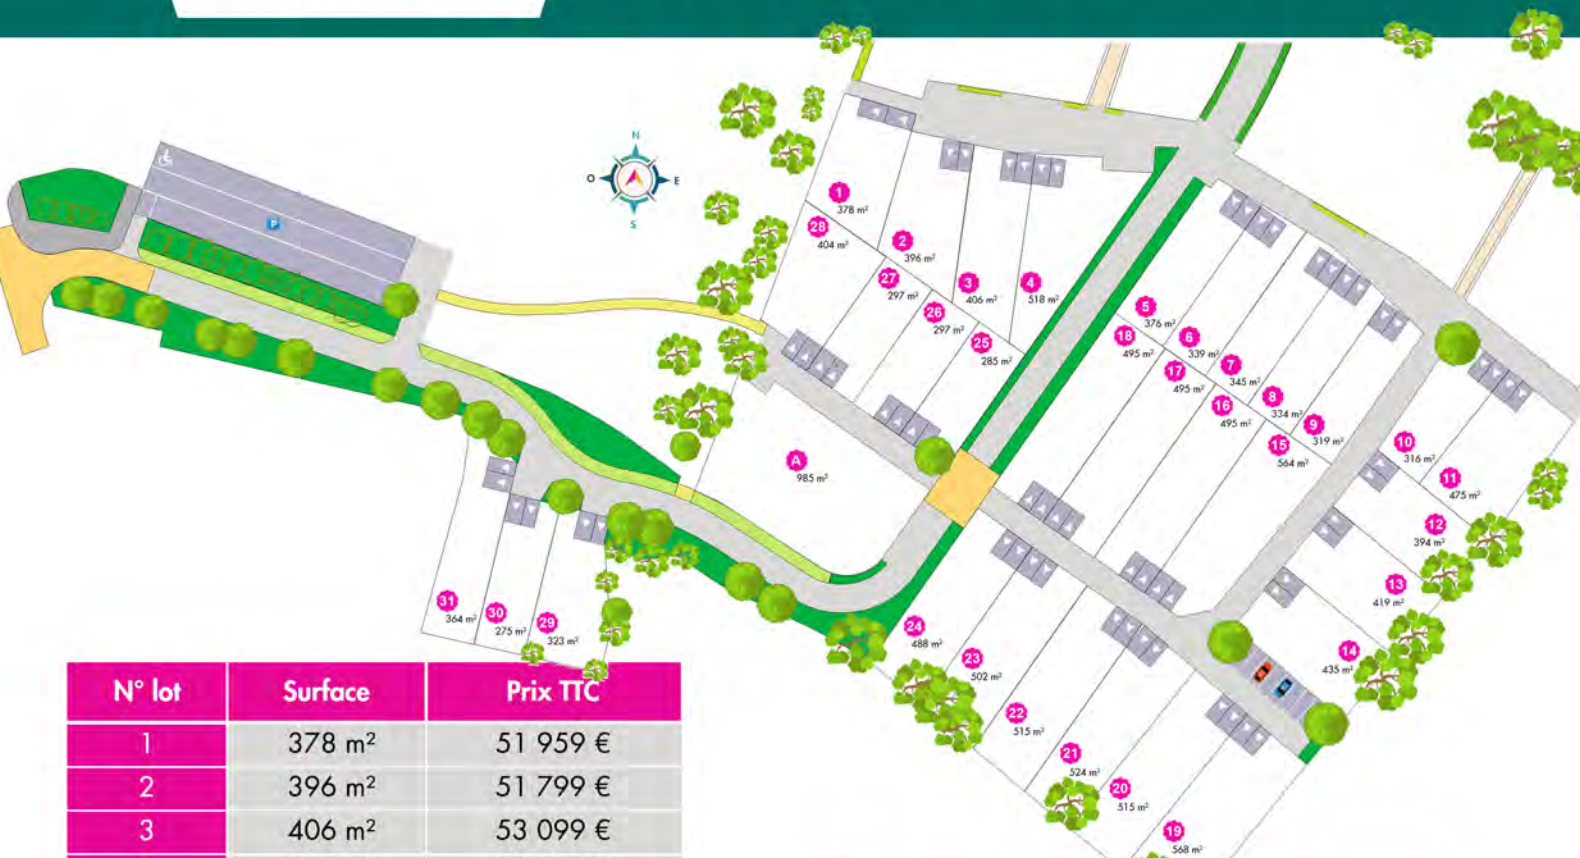 N
O
E
S
P
1
378 m²
28
404 m²
2
396 m²
27
297 m²
3
406 m²
4
518 m²
26
297 m²
25
285 m²
5
376 m²
18
495 m²
6
339 m²
17
495 m²
7
345 m²
16
495 m²
8
334 m²
9
319 m²
15
564 m²
10
316 m²
11
475 m²
12
394 m²
13
419 m²
14
435 m²
A
985 m²
31
364 m²
30
275 m²
29
323 m²
24
488 m²
23
502 m²
22
515 m²
21
524 m²
20
515 m²
19
568 m²
N° lot Surface Prix TTC
1 378 m² 51 959 €
2 396 m² 51 799 €
3 406 m² 53 099 €